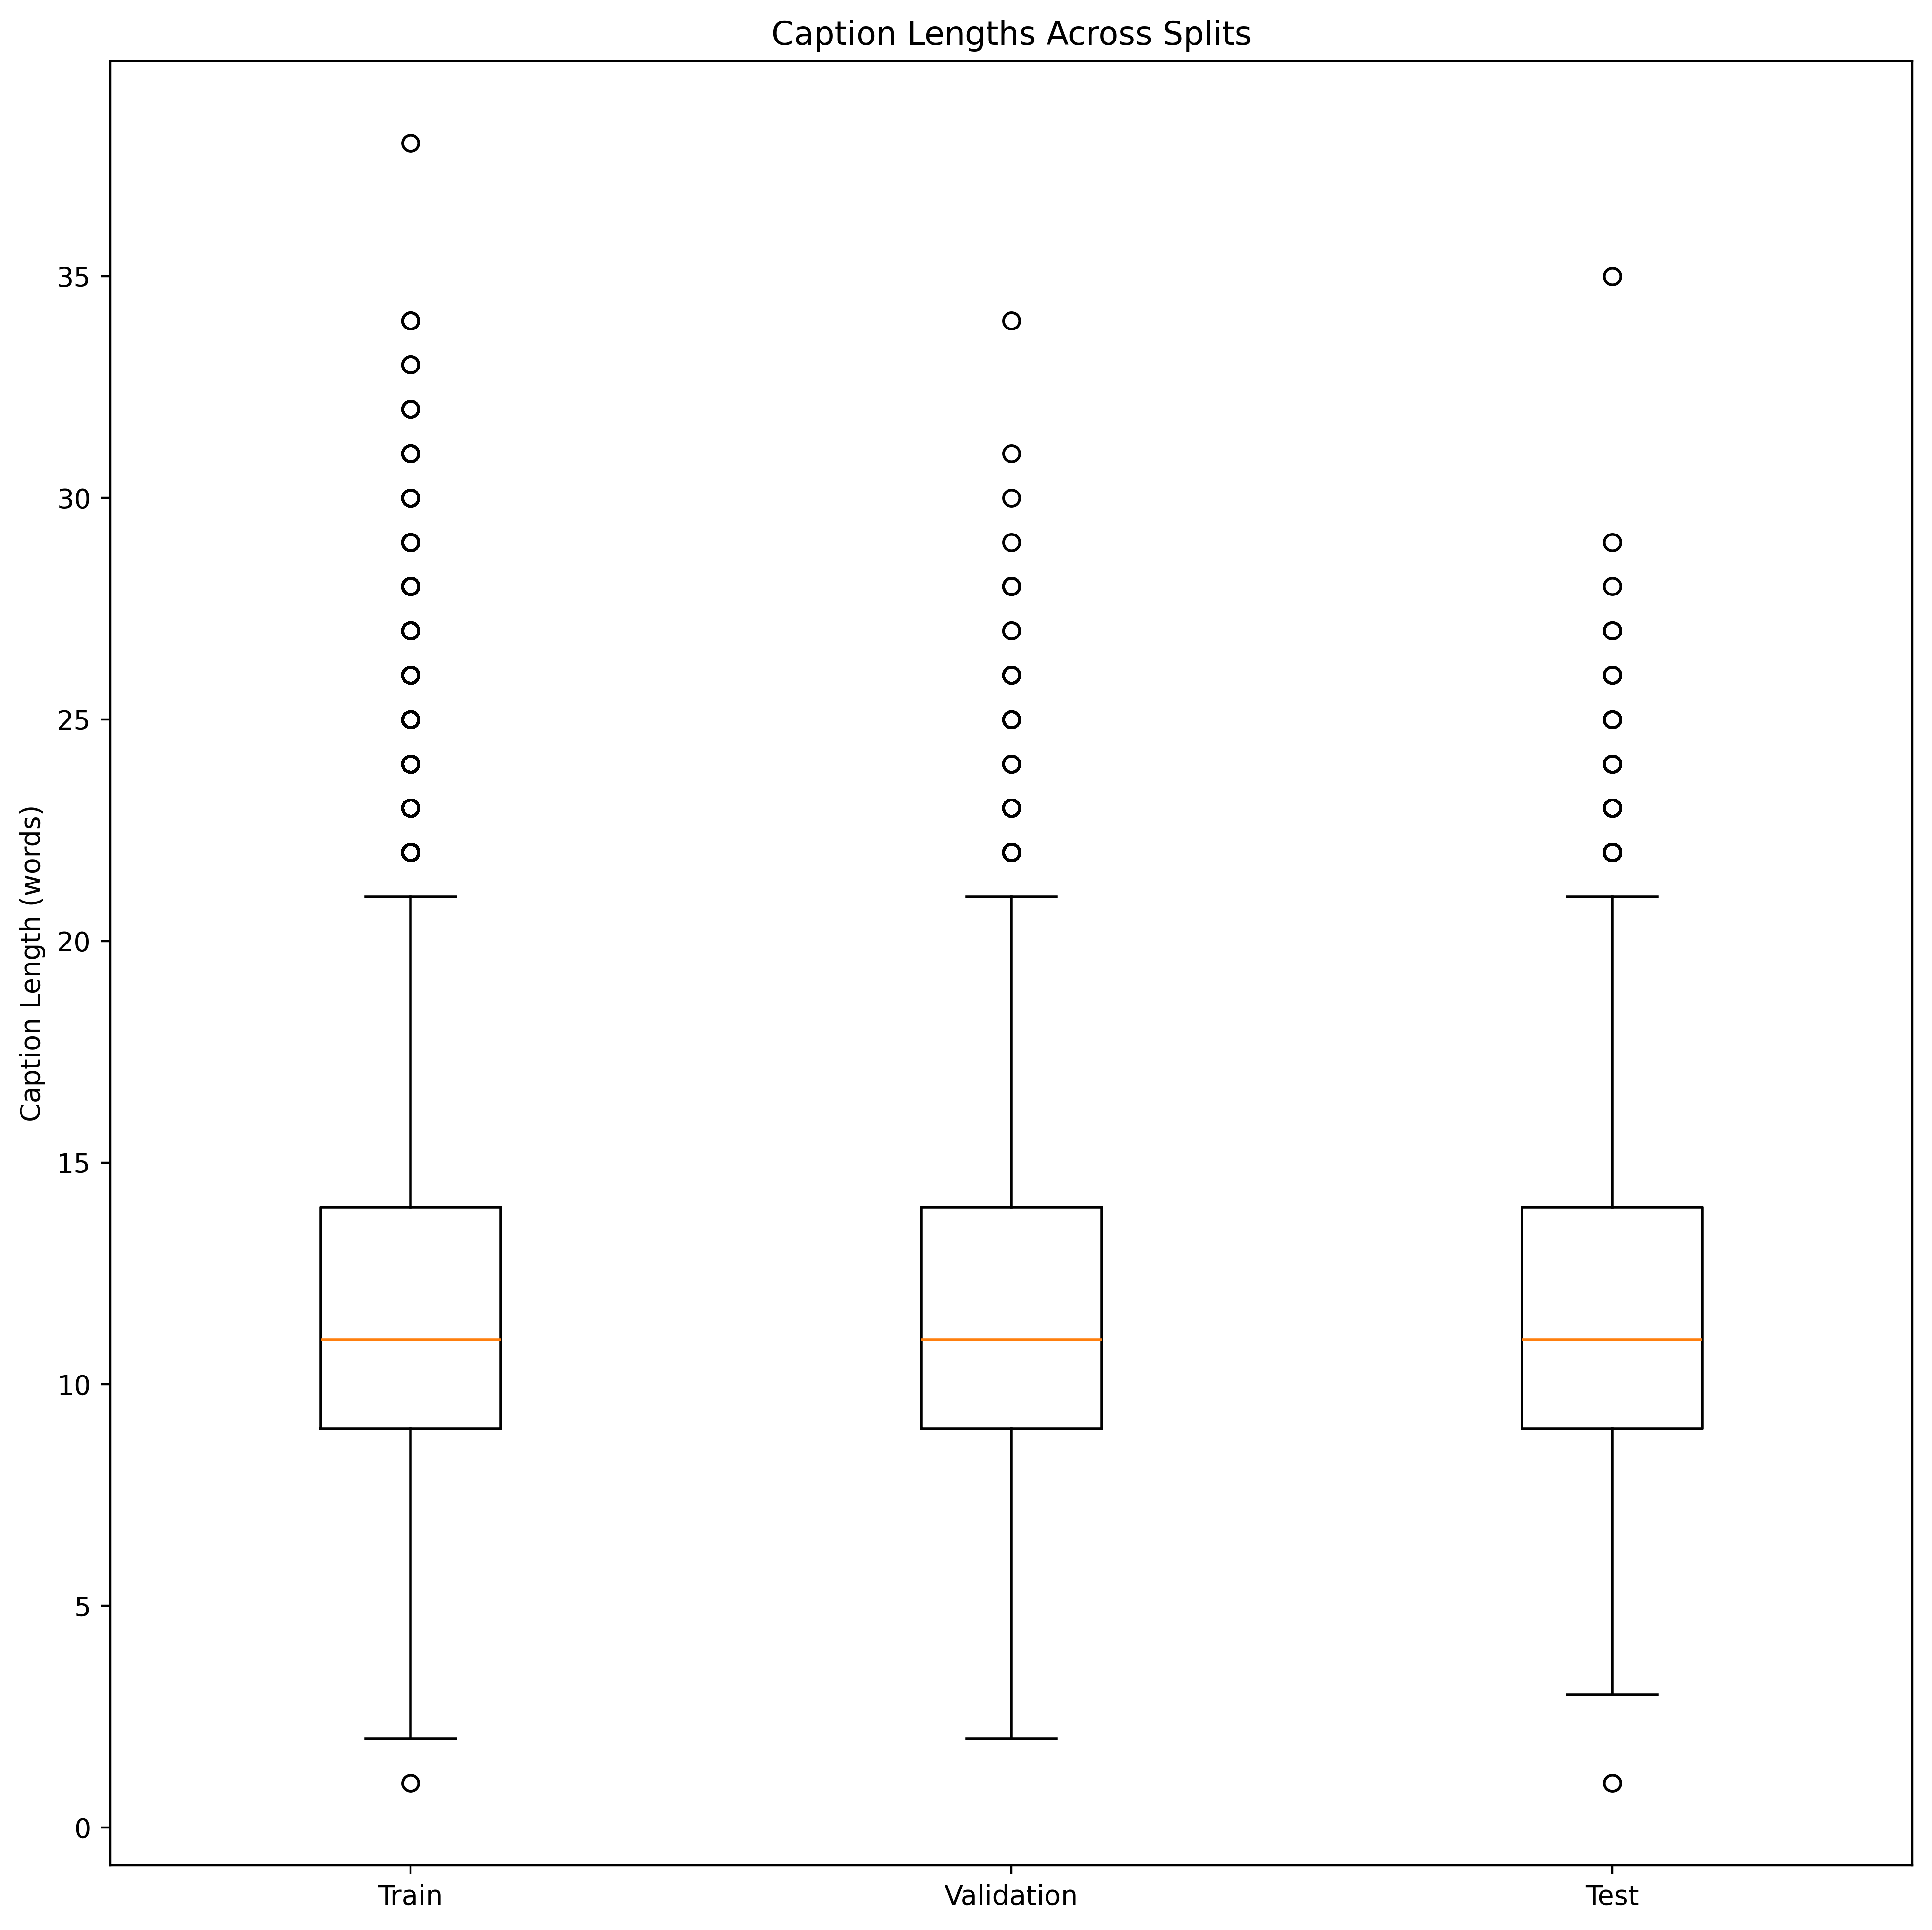 Caption Lengths Across Splits
Caption Length (words)
35
30
25
20
15
10
5
0
Train
Validation
Test